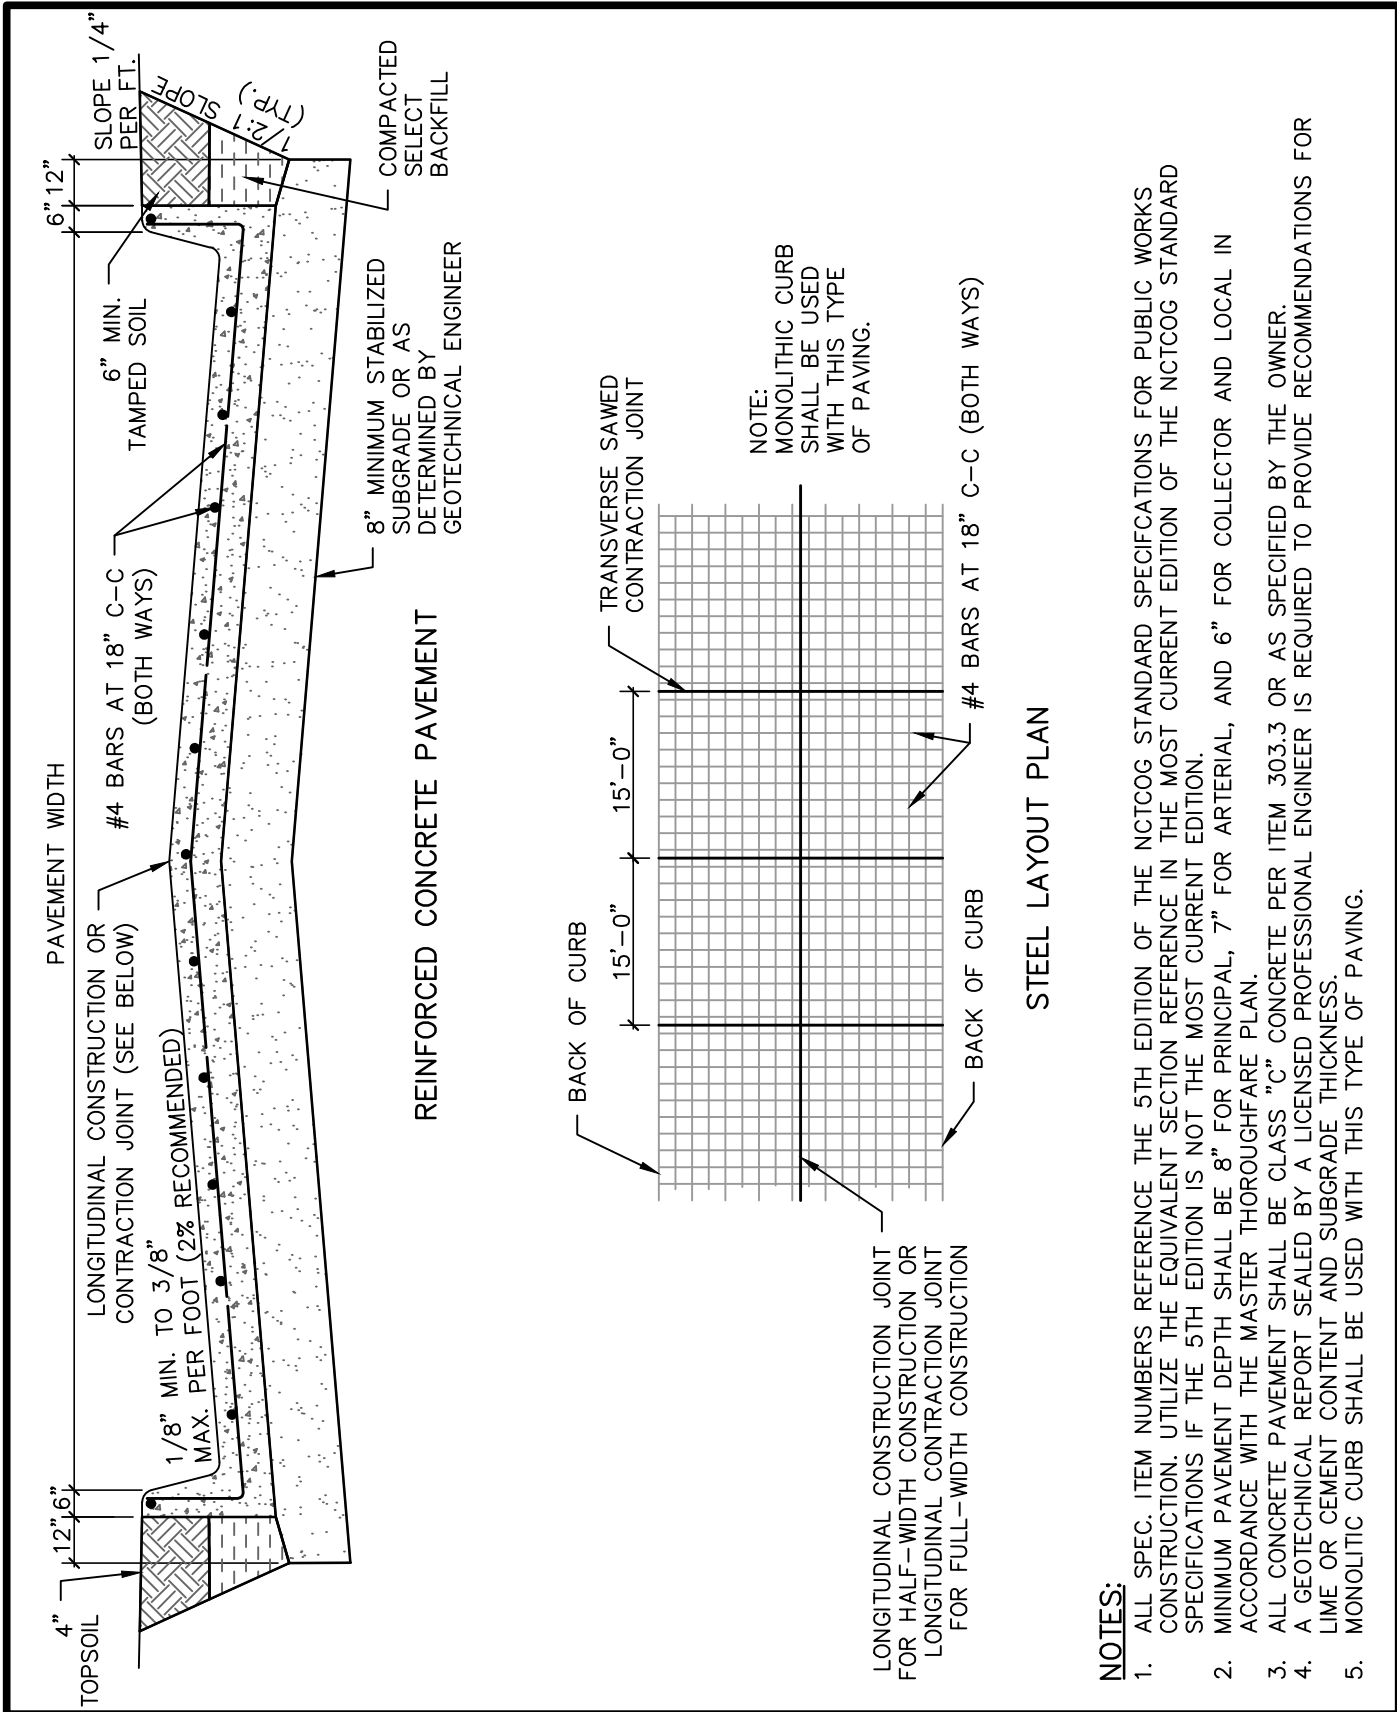 PAVEMENT WIDTH
12" 6"
6" 12"
4"
TOPSOIL
LONGITUDINAL CONSTRUCTION OR
CONTRACTION JOINT (SEE BELOW)
1/8" MIN. TO 3/8"
MAX. PER FOOT (2% RECOMMENDED)
#4 BARS AT 18" C-C
(BOTH WAYS)
6" MIN.
TAMPED SOIL
SLOPE 1/4"
PER FT.
SLOPE
1/2:1
(TYP.)
COMPACTED
SELECT
BACKFILL
8" MINIMUM STABILIZED
SUBGRADE OR AS
DETERMINED BY
GEOTECHNICAL ENGINEER
REINFORCED CONCRETE PAVEMENT
BACK OF CURB
15'-0"
15'-0"
TRANSVERSE SAWED
CONTRACTION JOINT
NOTE:
MONOLITHIC CURB
SHALL BE USED
WITH THIS TYPE
OF PAVING.
LONGITUDINAL CONSTRUCTION JOINT
FOR HALF-WIDTH CONSTRUCTION OR
LONGITUDINAL CONTRACTION JOINT
FOR FULL-WIDTH CONSTRUCTION
BACK OF CURB
#4 BARS AT 18" C-C (BOTH WAYS)
STEEL LAYOUT PLAN
NOTES:
1. ALL SPEC. ITEM NUMBERS REFERENCE THE 5TH EDITION OF THE NCTCOG STANDARD SPECIFCATIONS FOR PUBLIC WORKS
CONSTRUCTION. UTILIZE THE EQUIVALENT SECTION REFERENCE IN THE MOST CURRENT EDITION OF THE NCTCOG STANDARD
SPECIFICATIONS IF THE 5TH EDITION IS NOT THE MOST CURRENT EDITION.
2. MINIMUM PAVEMENT DEPTH SHALL BE 8" FOR PRINCIPAL, 7" FOR ARTERIAL, AND 6" FOR COLLECTOR AND LOCAL IN
ACCORDANCE WITH THE MASTER THOROUGHFARE PLAN.
3. ALL CONCRETE PAVEMENT SHALL BE CLASS "C" CONCRETE PER ITEM 303.3 OR AS SPECIFIED BY THE OWNER.
4. A GEOTECHNICAL REPORT SEALED BY A LICENSED PROFESSIONAL ENGINEER IS REQUIRED TO PROVIDE RECOMMENDATIONS FOR
LIME OR CEMENT CONTENT AND SUBGRADE THICKNESS.
5. MONOLITIC CURB SHALL BE USED WITH THIS TYPE OF PAVING.